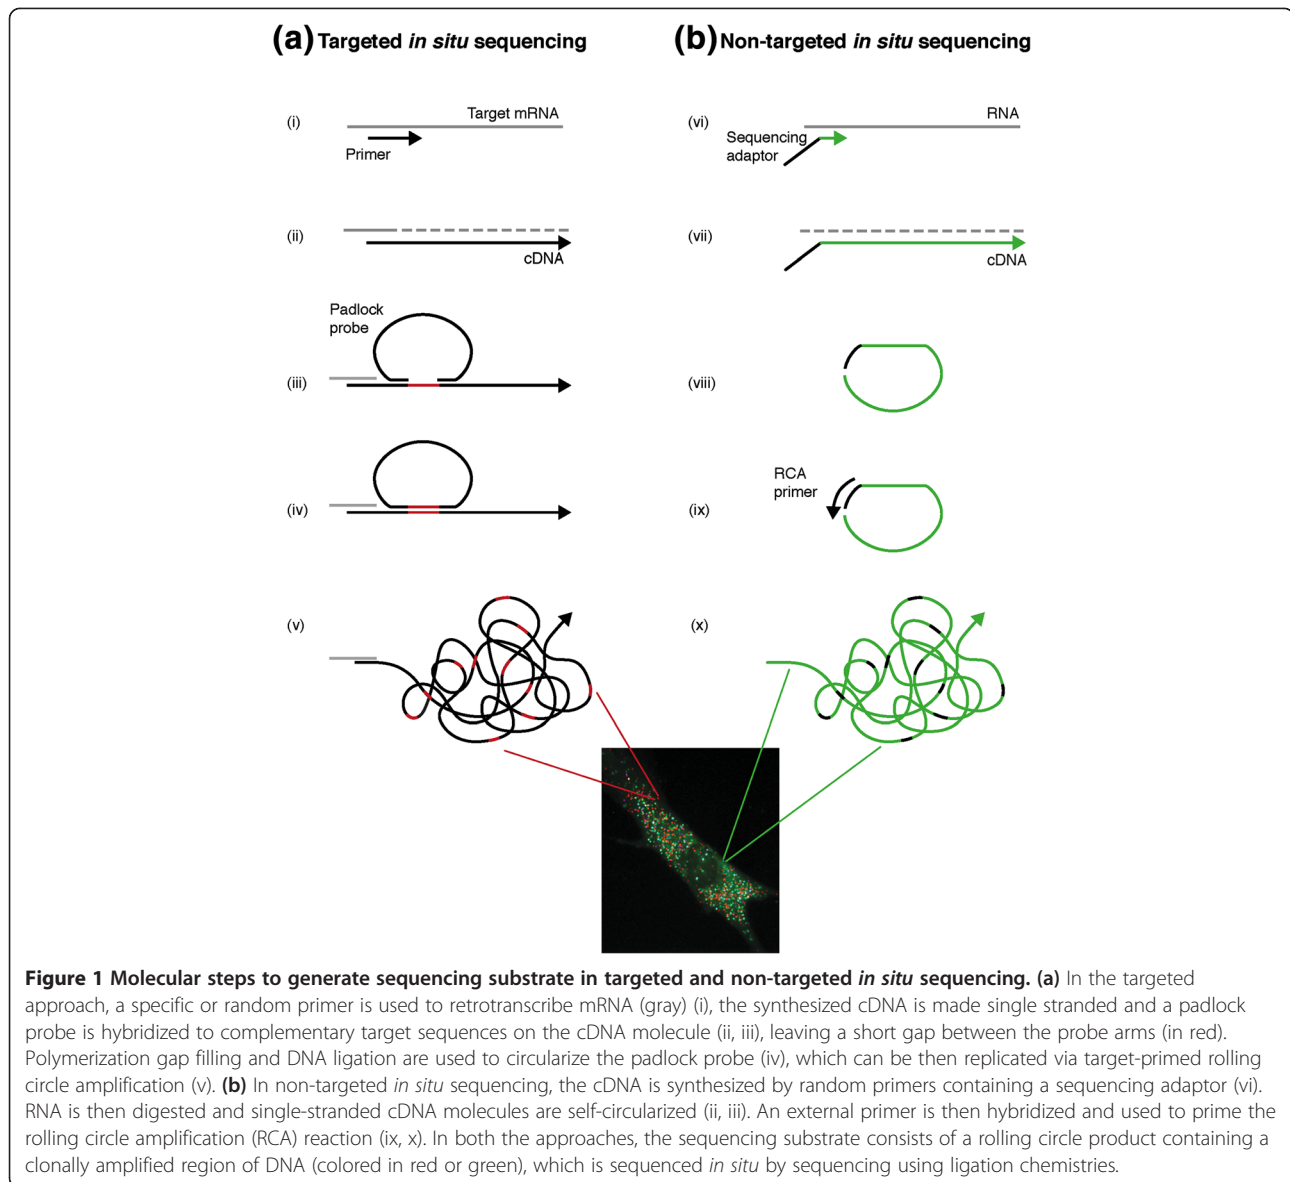 (a) Targeted in situ sequencing
(i)
Target mRNA
Primer
(ii)
cDNA
Padlock
probe
(iii)
(iv)
(v)
(b) Non-targeted in situ sequencing
(vi)
RNA
Sequencing
adaptor
(vii)
cDNA
(viii)
RCA
primer
(ix)
(x)
Figure 1 Molecular steps to generate sequencing substrate in targeted and non-targeted in situ sequencing. (a) In the targeted
approach, a specific or random primer is used to retrotranscribe mRNA (gray) (i), the synthesized cDNA is made single stranded and a padlock
probe is hybridized to complementary target sequences on the cDNA molecule (ii, iii), leaving a short gap between the probe arms (in red).
Polymerization gap filling and DNA ligation are used to circularize the padlock probe (iv), which can be then replicated via target-primed rolling
circle amplification (v). (b) In non-targeted in situ sequencing, the cDNA is synthesized by random primers containing a sequencing adaptor (vi).
RNA is then digested and single-stranded cDNA molecules are self-circularized (ii, iii). An external primer is then hybridized and used to prime the
rolling circle amplification (RCA) reaction (ix, x). In both the approaches, the sequencing substrate consists of a rolling circle product containing a
clonally amplified region of DNA (colored in red or green), which is sequenced in situ by sequencing using ligation chemistries.